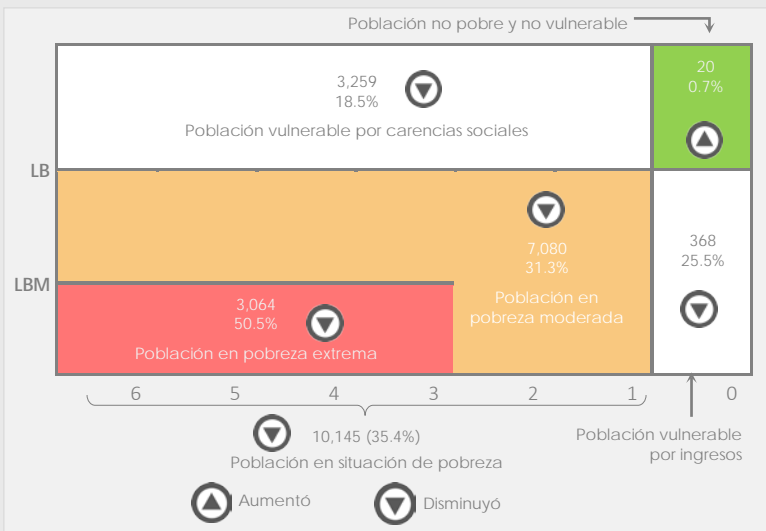 Población no pobre y no vulnerable
20
0.7%
3,259
18.5%
Población vulnerable por carencias sociales
LB
7,080
31.3%
Población en
pobreza moderada
368
25.5%
LBM
3,064
50.5%
Población en pobreza extrema
6 5 4 3 2 1 0
10,145 (35.4%)
Población en situación de pobreza
Población vulnerable
por ingresos
Aumentó
Disminuyó